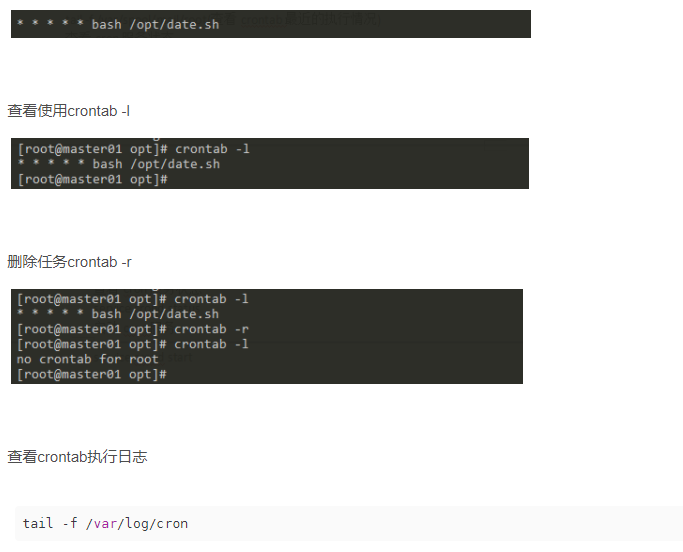 * * * * * bash /opt/date.sh
查看使用crontab -l
[root@master01 opt]# crontab -l
* * * * * bash /opt/date.sh
[root@master01 opt]#
删除任务crontab -r
[root@master01 opt]# crontab -l
* * * * * bash /opt/date.sh
[root@master01 opt]# crontab -r
[root@master01 opt]# crontab -l
no crontab for root
[root@master01 opt]#
查看crontab执行日志
tail -f /var/log/cron